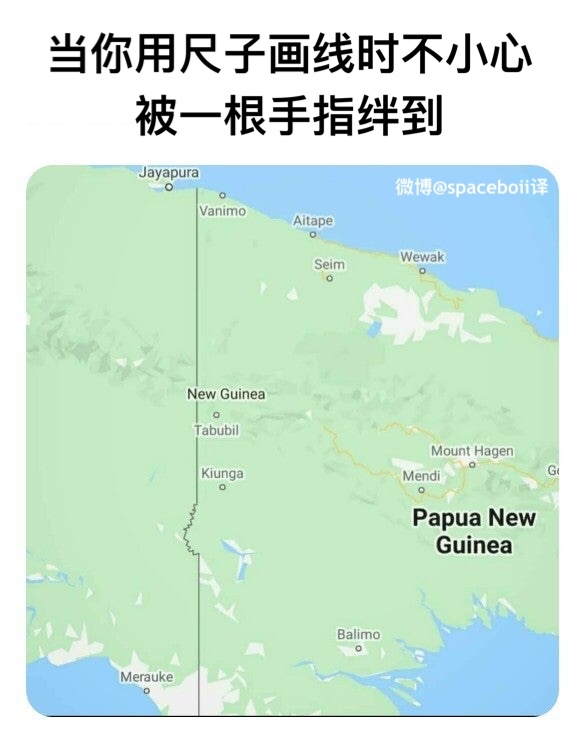 当你用尺子画线时不小心
被一根手指绊到
微博@spaceboii译
Jayapura
Vanimo
Aitape
Wewak
Seim
New Guinea
Tabubil
Mount Hagen
Kiunga
Mendi
Go
Papua New
Guinea
Balimo
Merauke